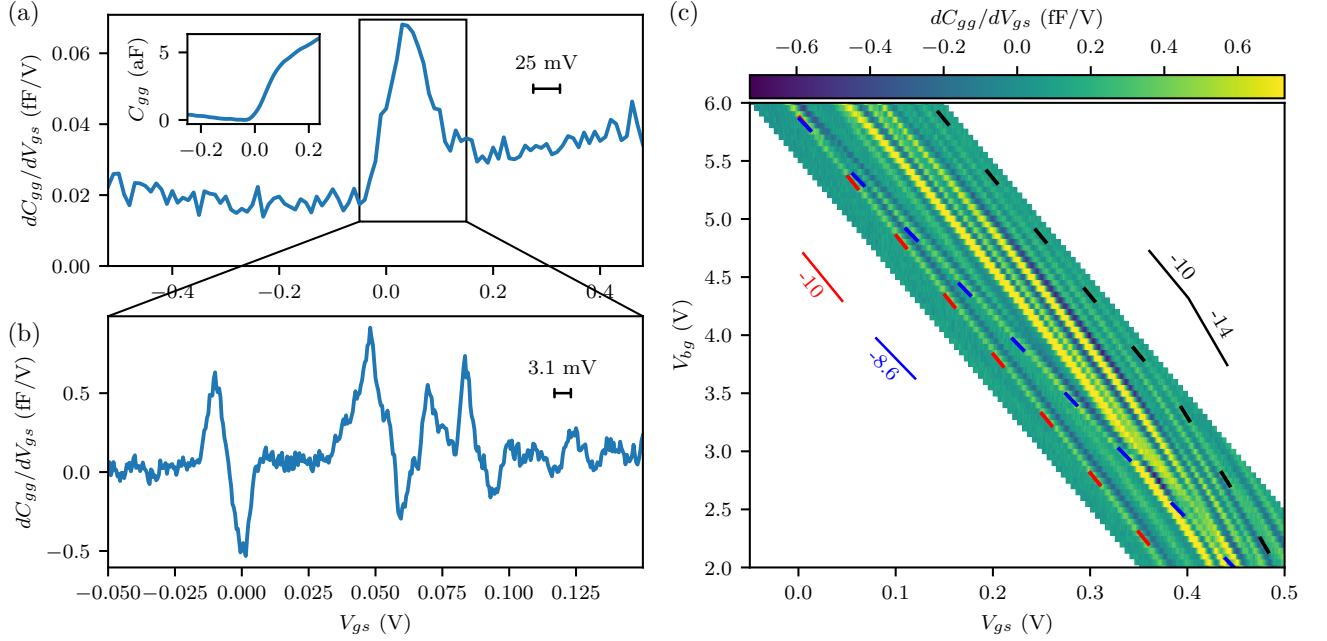 (a)
dC_gg/dV_gs (fF/V)
0.06
0.04
0.02
0.00
C_gg (aF)
5
0
−0.2 0.0 0.2
25 mV
−0.4 −0.2 0.0 0.2 0.4
(b)
dC_gg/dV_gs (fF/V)
0.5
0.0
−0.5
3.1 mV
−0.050 −0.025 0.000 0.025 0.050 0.075 0.100 0.125
V_gs (V)
(c)
dC_gg/dV_gs (fF/V)
−0.6 −0.4 −0.2 0.0 0.2 0.4 0.6
V_bg (V)
6.0
5.5
5.0
4.5
4.0
3.5
3.0
2.5
2.0
-10
-8.6
-10
-14
0.0 0.1 0.2 0.3 0.4 0.5
V_gs (V)